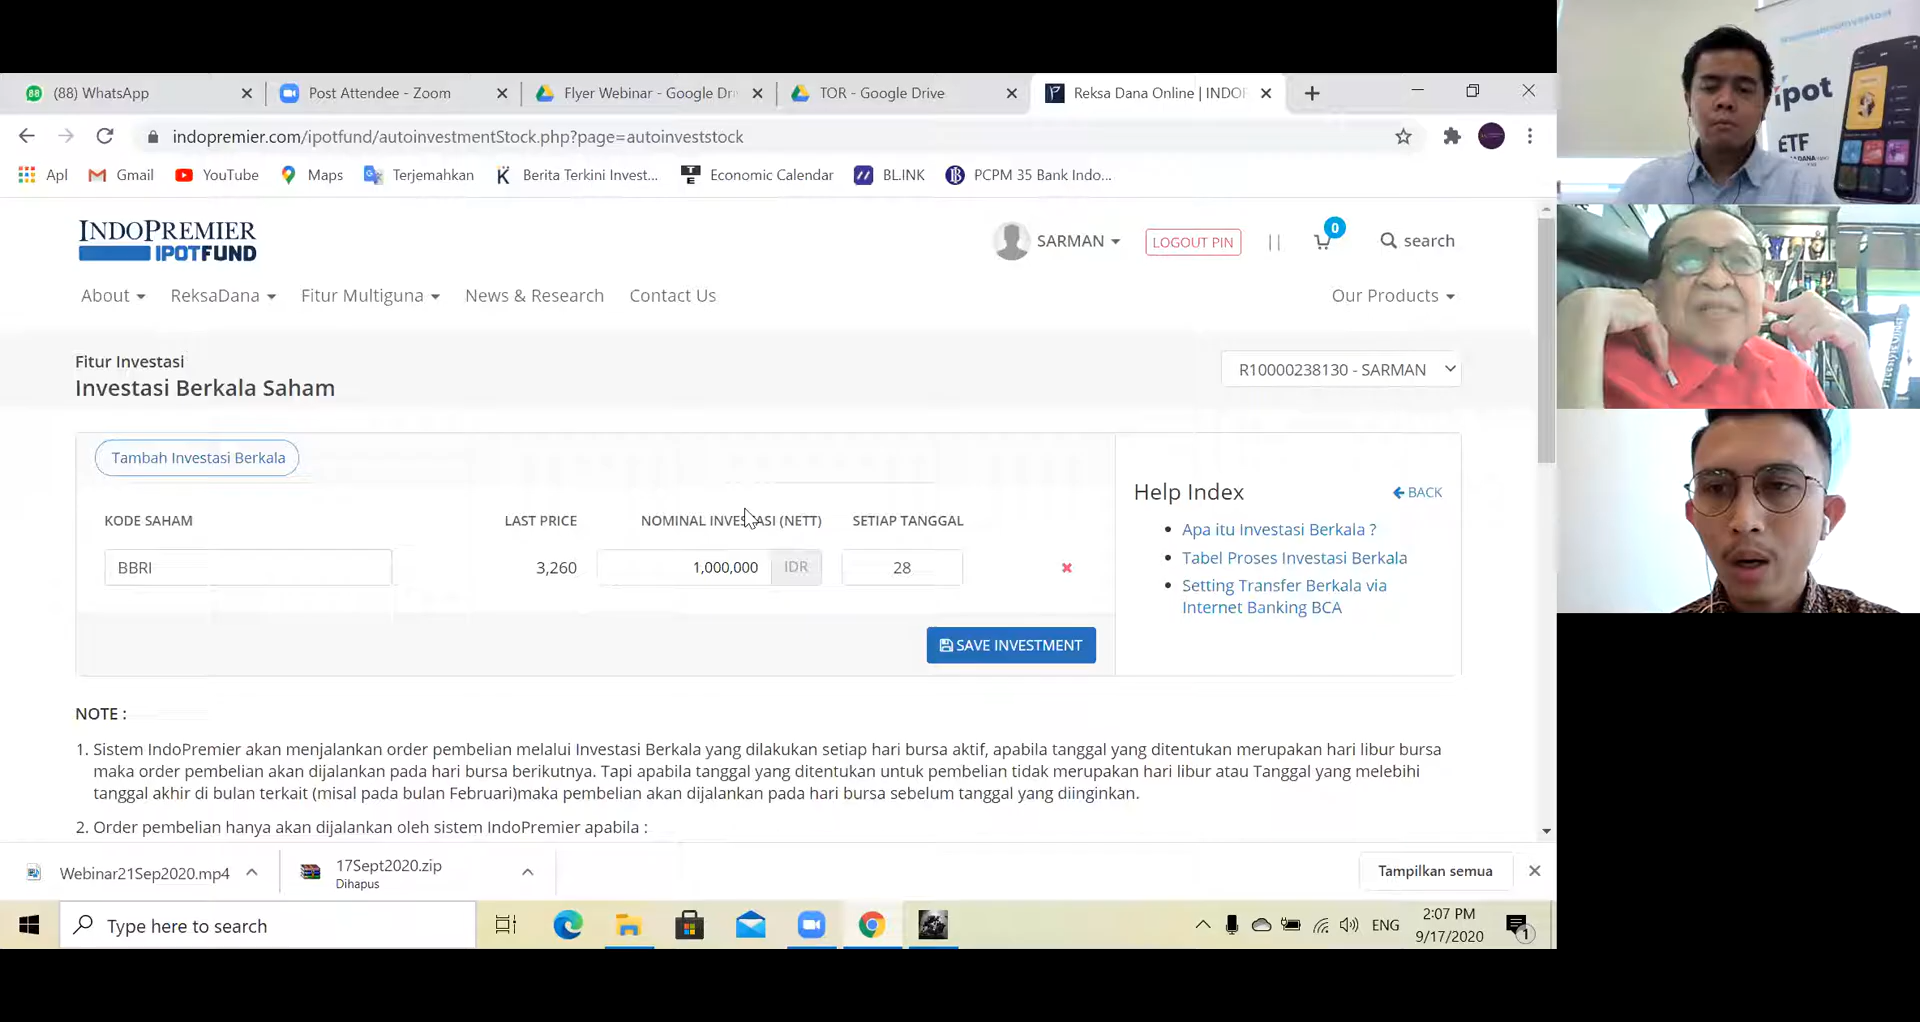 (88) WhatsApp
Post Attendee - Zoom
Flyer Webinar - Google Dri
TOR - Google Drive
Reksa Dana Online | INDOP
indopremier.com/ipotfund/autoinvestmentStock.php?page=autoinveststock
Apl
Gmail
YouTube
Maps
Terjemahkan
Berita Terkini Invest...
Economic Calendar
BL.INK
PCPM 35 Bank Indo...
INDOPREMIER
IPOTFUND
SARMAN
LOGOUT PIN
0
search
About
ReksaDana
Fitur Multiguna
News & Research
Contact Us
Our Products
Fitur Investasi
Investasi Berkala Saham
R10000238130 - SARMAN
Tambah Investasi Berkala
KODE SAHAM
LAST PRICE
NOMINAL INVESTASI (NETT)
SETIAP TANGGAL
BBRI
3,260
1,000,000
IDR
28
SAVE INVESTMENT
Help Index
BACK
Apa itu Investasi Berkala ?
Tabel Proses Investasi Berkala
Setting Transfer Berkala via
Internet Banking BCA
NOTE :
1. Sistem IndoPremier akan menjalankan order pembelian melalui Investasi Berkala yang dilakukan setiap hari bursa aktif, apabila tanggal yang ditentukan merupakan hari libur bursa
maka order pembelian akan dijalankan pada hari bursa berikutnya. Tapi apabila tanggal yang ditentukan untuk pembelian tidak merupakan hari libur atau Tanggal yang melebihi
tanggal akhir di bulan terkait (misal pada bulan Februari)maka pembelian akan dijalankan pada hari bursa sebelum tanggal yang diinginkan.
2. Order pembelian hanya akan dijalankan oleh sistem IndoPremier apabila :
Webinar21Sep2020.mp4
17Sept2020.zip
Dihapus
Tampilkan semua
Type here to search
ENG
2:07 PM
9/17/2020
1
ipot
ETF